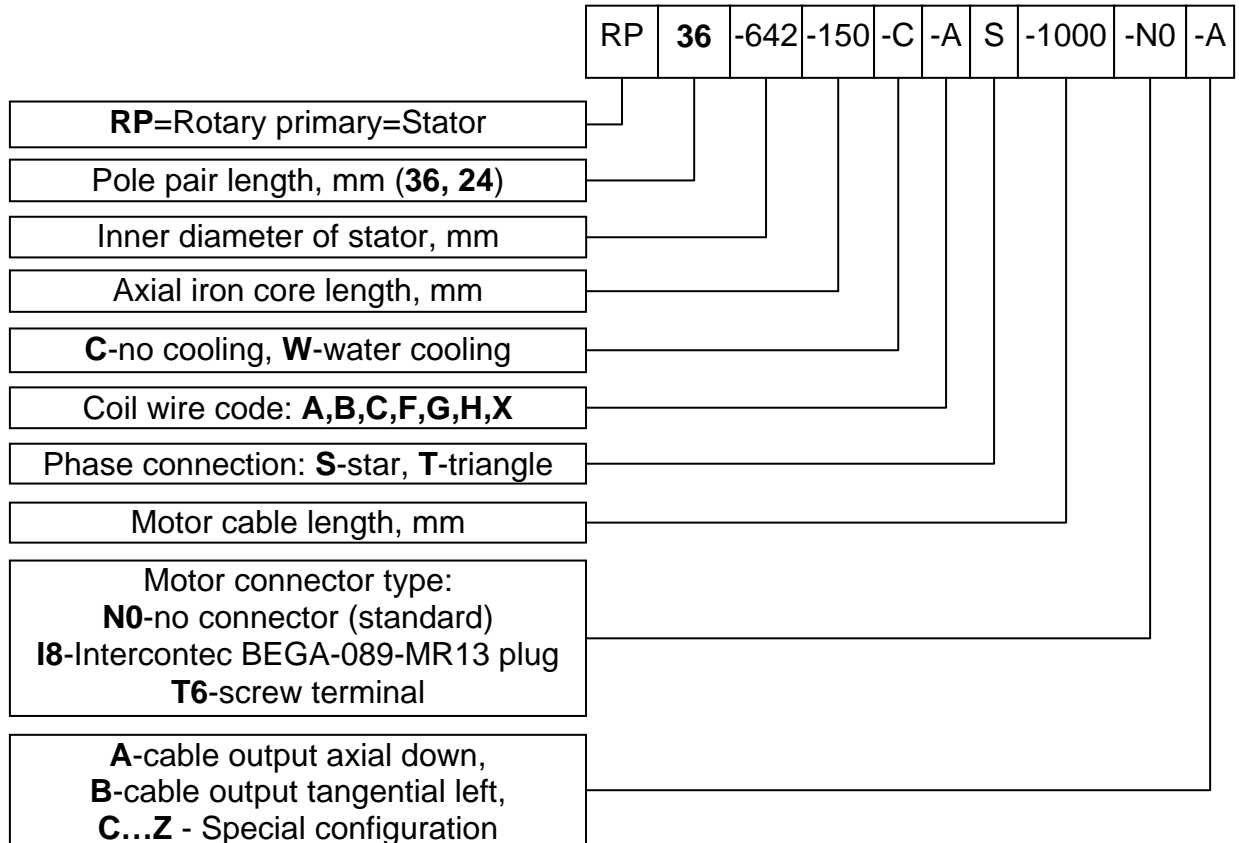 RP 36 -642 -150 -C -A S -1000 -N0 -A
RP=Rotary primary=Stator
Pole pair length, mm (36, 24)
Inner diameter of stator, mm
Axial iron core length, mm
C-no cooling, W-water cooling
Coil wire code: A,B,C,F,G,H,X
Phase connection: S-star, T-triangle
Motor cable length, mm
Motor connector type:
N0-no connector (standard)
I8-Intercontec BEGA-089-MR13 plug
T6-screw terminal
A-cable output axial down,
B-cable output tangential left,
C…Z - Special configuration